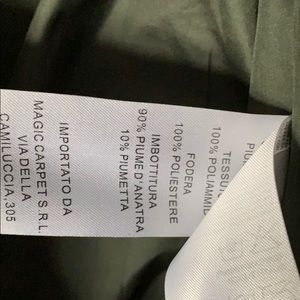 PIU
TESSU
100% POLIAMMID
FODERA
100% POLIESTERE
IMBOTTITURA
90% PIUME D'ANATRA
10% PIUMETTA
IMPORTATO DA
MAGIC CARPET S.R.L.
VIA DELLA
CAMILUCCIA, 305